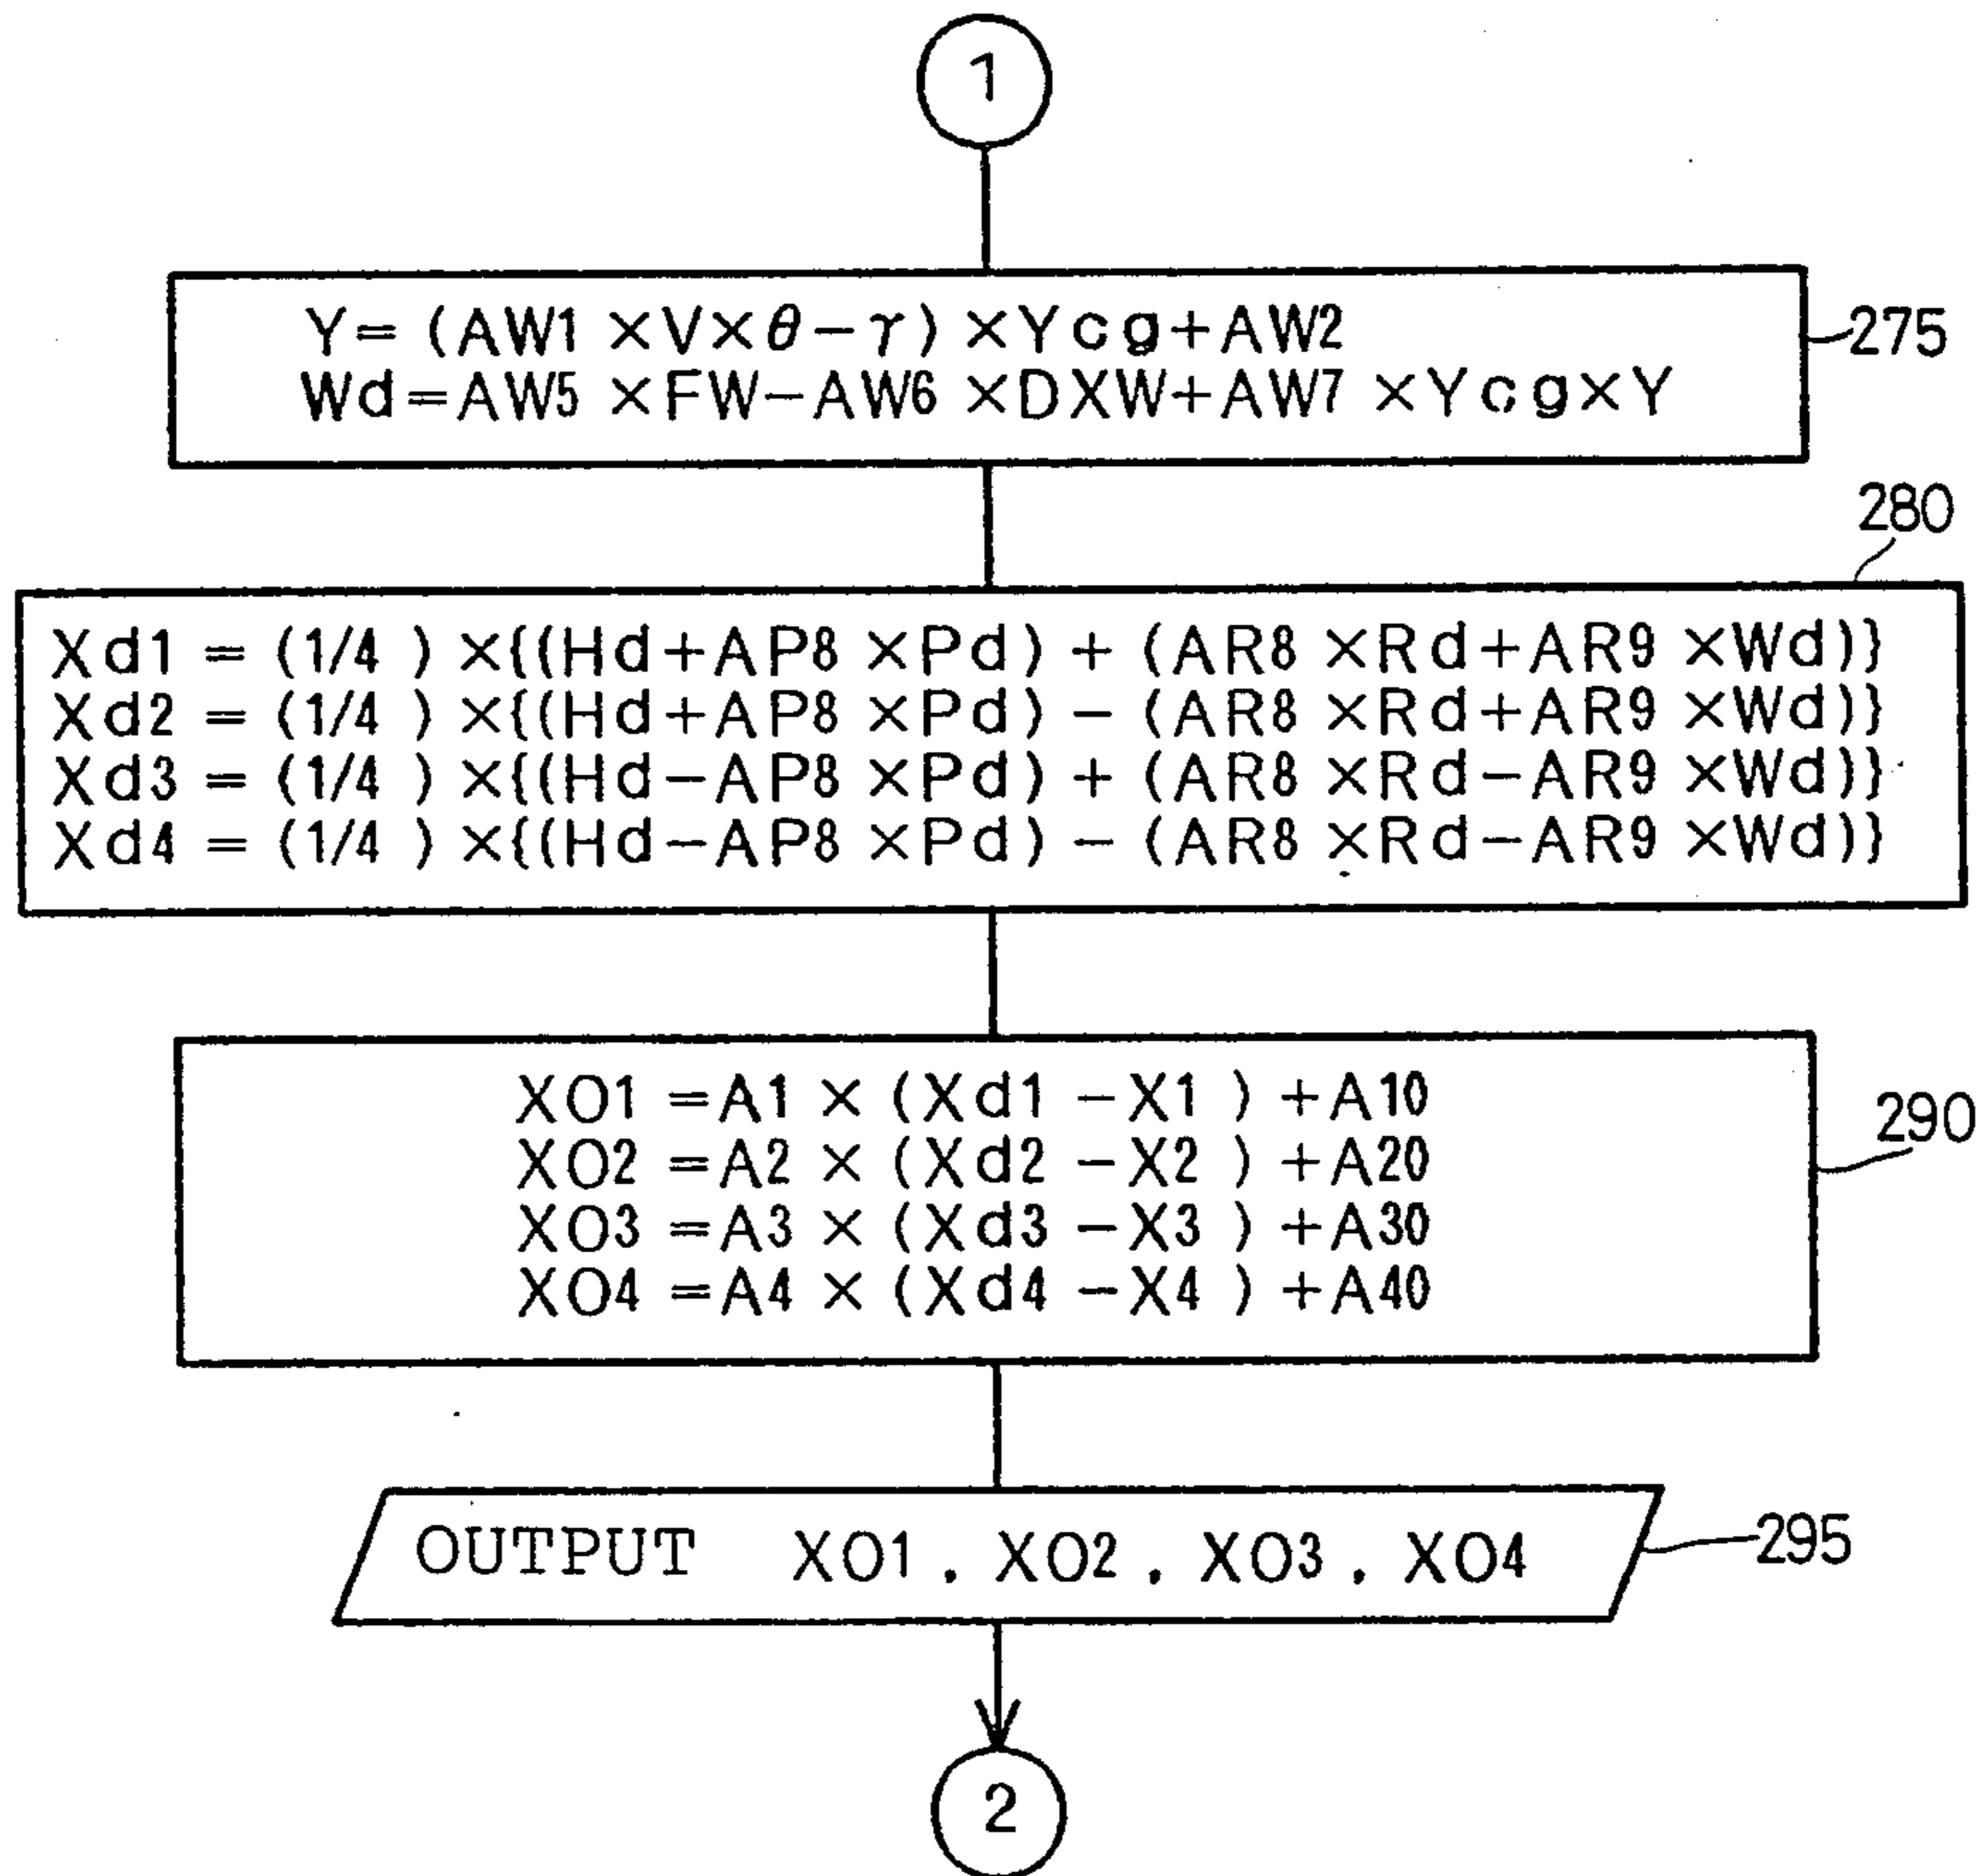 1
Y=(AW1 ×V×θ-γ)×Ycg+AW2
Wd=AW5 ×FW-AW6 ×DXW+AW7 ×Ycg×Y
275
280
Xd1 = (1/4 ) ×{(Hd+AP8 ×Pd) + (AR8 ×Rd+AR9 ×Wd)}
Xd2 = (1/4 ) ×{(Hd+AP8 ×Pd) - (AR8 ×Rd+AR9 ×Wd)}
Xd3 = (1/4 ) ×{(Hd-AP8 ×Pd) + (AR8 ×Rd-AR9 ×Wd)}
Xd4 = (1/4 ) ×{(Hd-AP8 ×Pd) - (AR8 ×Rd-AR9 ×Wd)}
XO1 =A1 × (Xd1 -X1 ) +A10
XO2 =A2 × (Xd2 -X2 ) +A20
XO3 =A3 × (Xd3 -X3 ) +A30
XO4 =A4 × (Xd4 -X4 ) +A40
290
OUTPUT XO1 . XO2 . XO3 . XO4
295
2